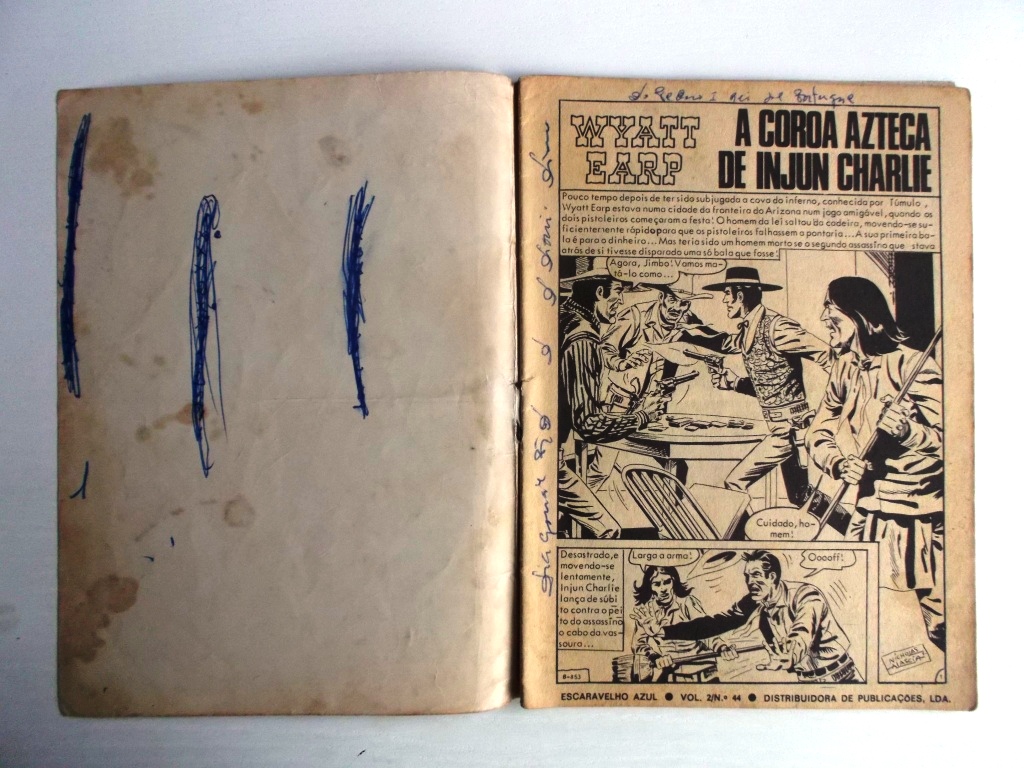 WYATT
EARP
A COROA AZTECA
DE INJUN CHARLIE
Pouco tempo depois de ter sido subjugada a cova do inferno, conhecida por Túmulo,
Wyatt Earp estava numa cidade da fronteira do Arizona num jogo amigável, quando os
dois pistoleiros começaram a festa! O homem da lei saltou da cadeira, movendo-se su-
ficientemente rápido para que os pistoleiros falhassem a pontaria... A sua primeira ba-
la é para o dinheiro... Mas teria sido um homem morto se o segundo assassino que stava
atrás de si tivesse disparado uma só bala que fosse!
Agora, Jimbo! Vamos ma-
tá-lo como...
Cuidado, ho-
mem!
Desastrado, e
movendo-se
lentamente,
Injun Charlie
lança de súbi
to contra o pei
to do assassino
o cabo da vas-
soura...
Larga a arma!
Ooooff!
NICHOLAS
ALASCIA
B-853
1
ESCARAVELHO AZUL ● VOL. 2/N.º 44 ● DISTRIBUIDORA DE PUBLICAÇÕES, LDA.